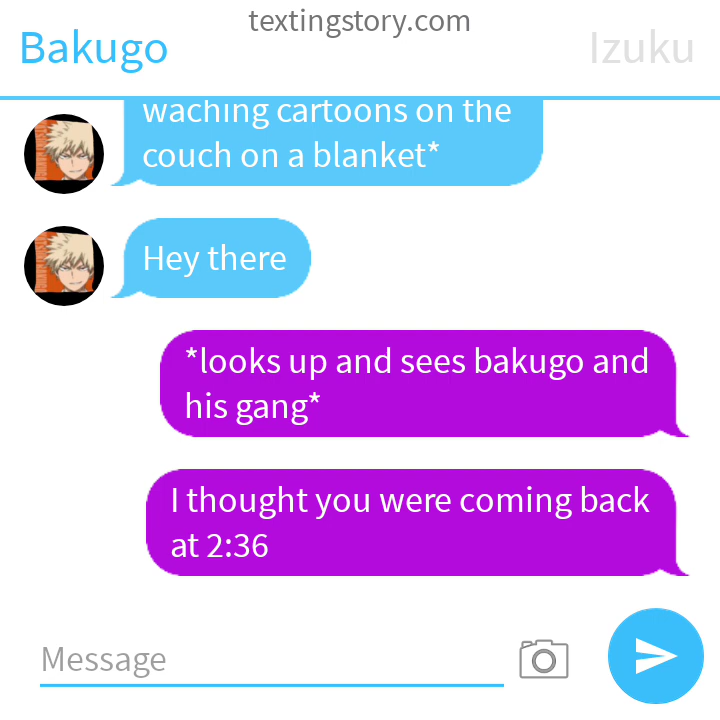 textingstory.com
Bakugo
Izuku
waching cartoons on the
couch on a blanket*
Hey there
*looks up and sees bakugo and
his gang*
I thought you were coming back
at 2:36
Message